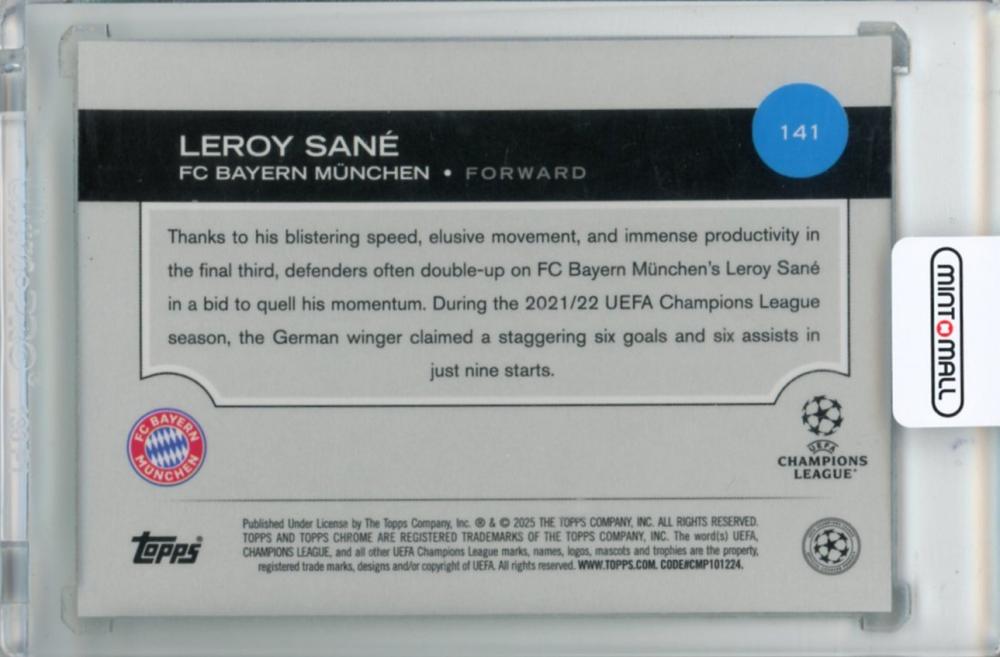 LEROY SANÉ
FC BAYERN MÜNCHEN • FORWARD
141
Thanks to his blistering speed, elusive movement, and immense productivity in
the final third, defenders often double-up on FC Bayern München's Leroy Sané
in a bid to quell his momentum. During the 2021/22 UEFA Champions League
season, the German winger claimed a staggering six goals and six assists in
just nine starts.
FC BAYERN
MÜNCHEN
UEFA
CHAMPIONS
LEAGUE
topps
Published Under License by The Topps Company, Inc. ® & © 2025 THE TOPPS COMPANY, INC. ALL RIGHTS RESERVED.
TOPPS AND TOPPS CHROME ARE REGISTERED TRADEMARKS OF THE TOPPS COMPANY, INC. The word(s) UEFA,
CHAMPIONS LEAGUE, and all other UEFA Champions League marks, names, logos, mascots and trophies are the property,
registered trade marks, designs and/or copyright of UEFA. All rights reserved. WWW.TOPPS.COM. CODE#CMP101224.
MINTOMALL